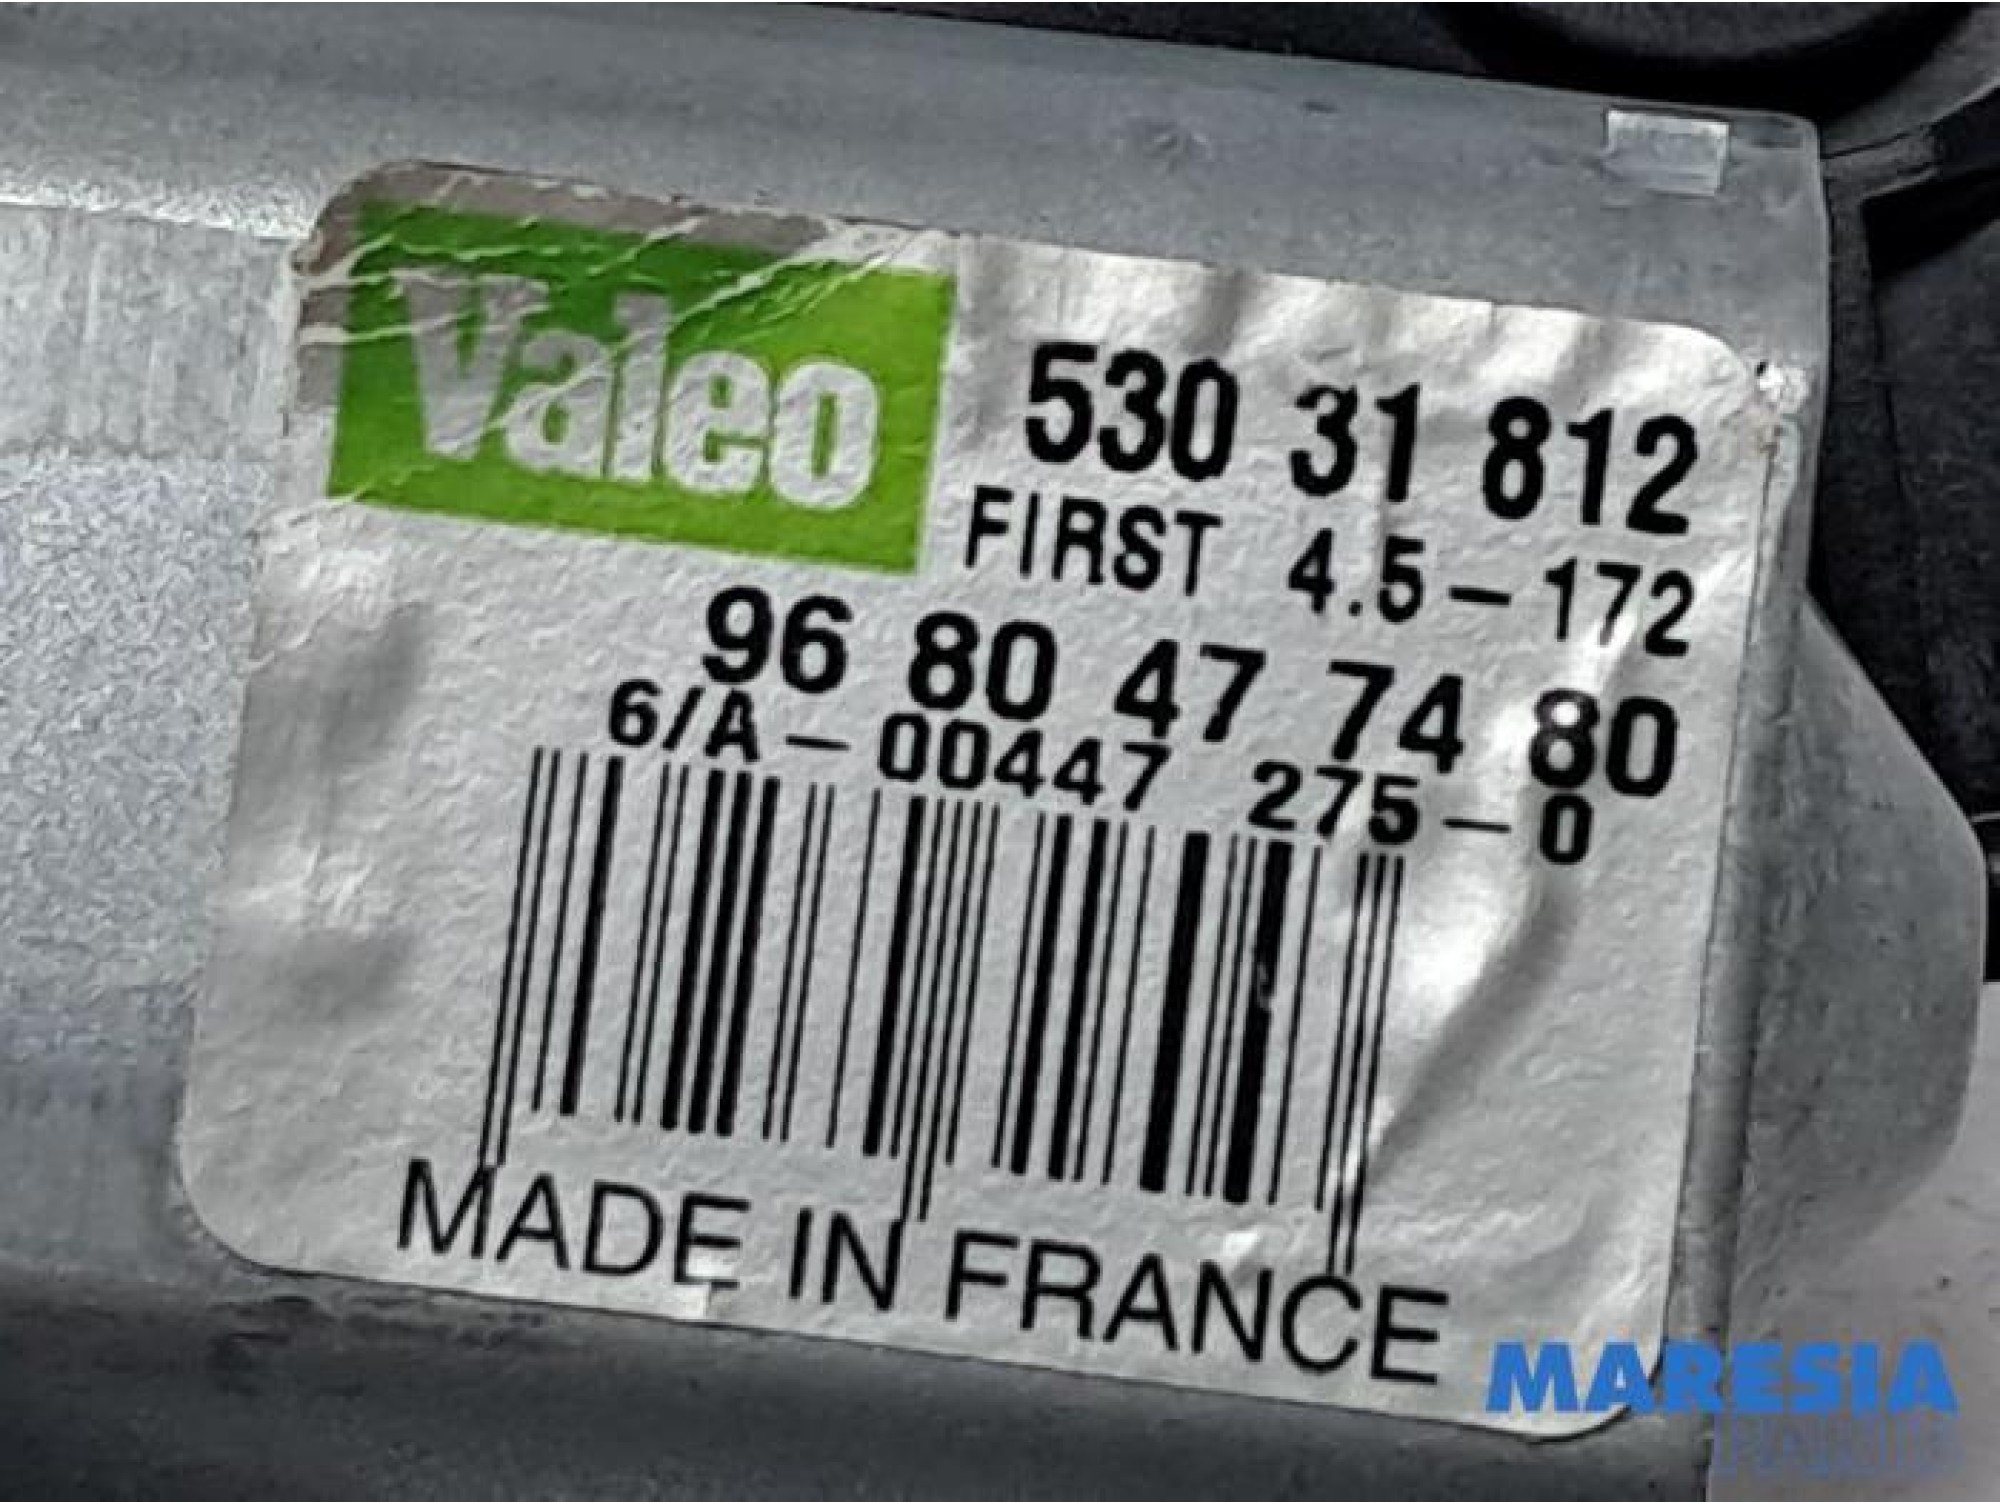 Valeo
530 31 812
FIRST 4.5-172
96 80 47 74 80
6/A-00447 275-0
MADE IN FRANCE
MARESIA
PARTS